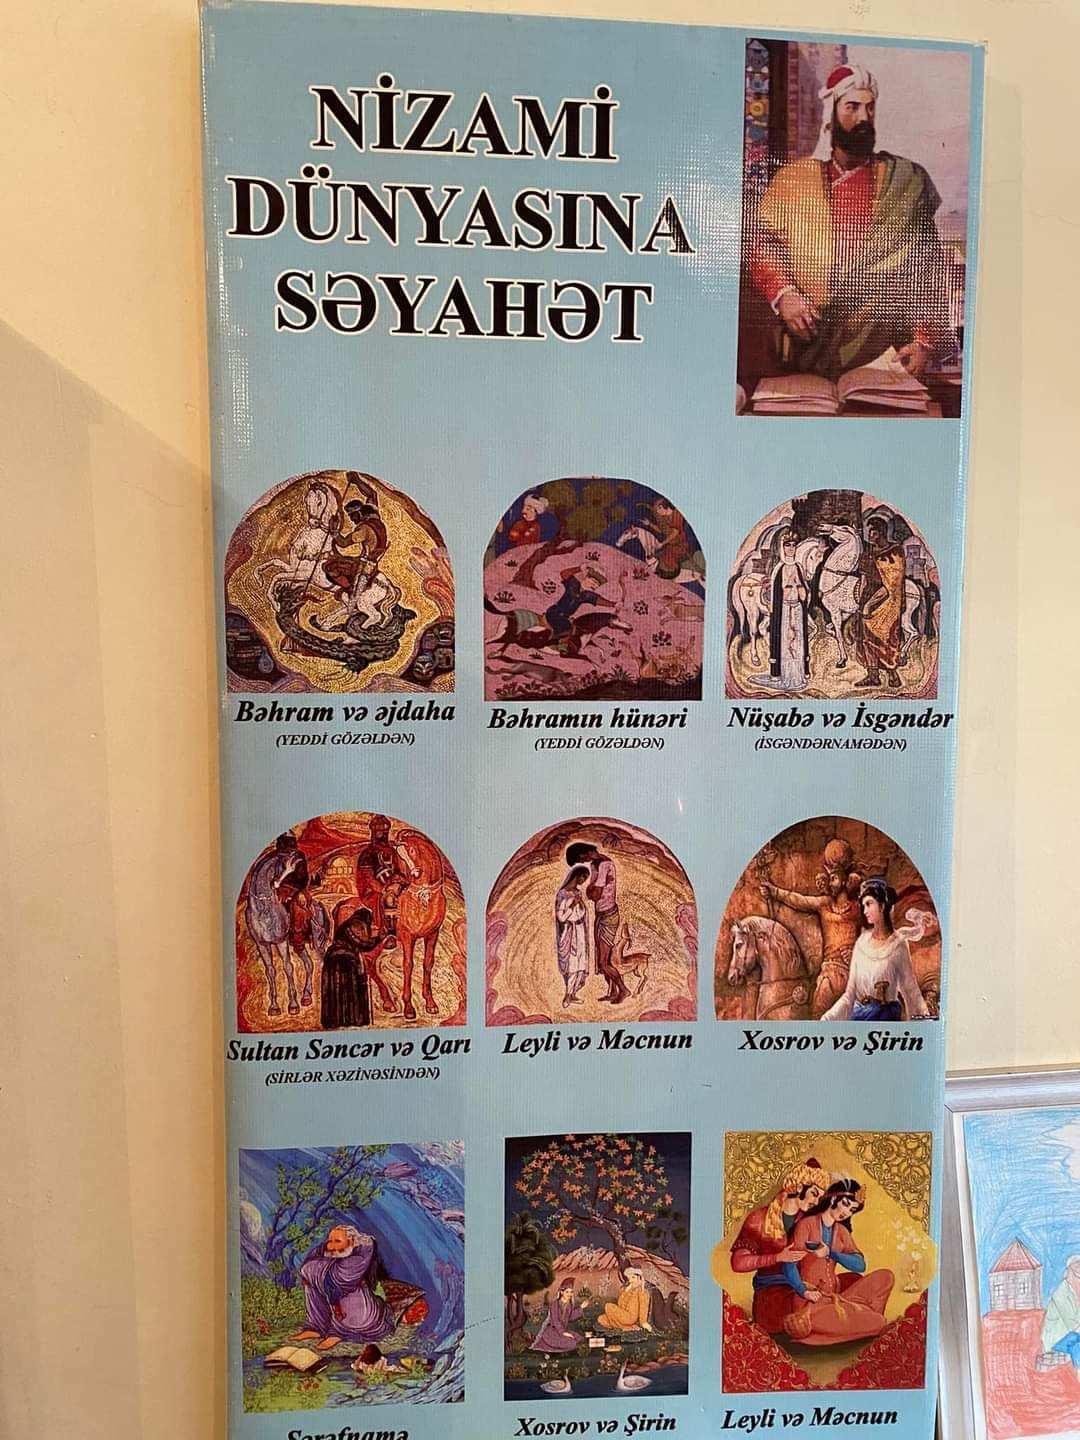 NİZAMİ
DÜNYASINA
SƏYAHƏT
Bəhram və əjdaha
(YEDDİ GÖZƏLDƏN)
Bəhramın hünəri
(YEDDİ GÖZƏLDƏN)
Nüşabə və İsgəndər
(İSGƏNDƏRNAMƏDƏN)
Sultan Səncər və Qarı
(SİRLƏR XƏZİNƏSİNDƏN)
Leyli və Məcnun
Xosrov və Şirin
Xosrov və Şirin
Leyli və Məcnun